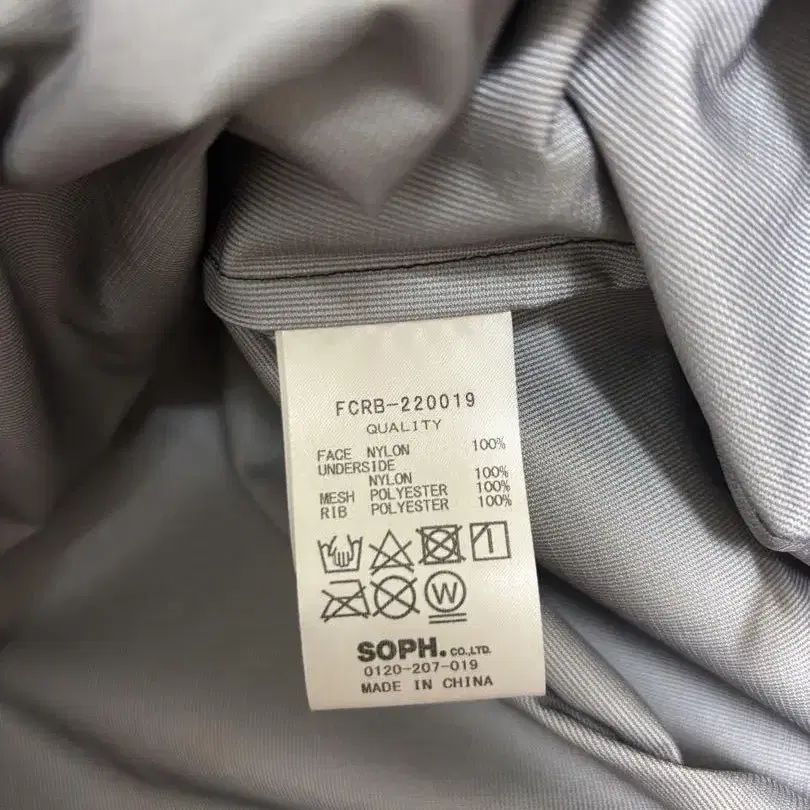 FCRB-220019
QUALITY
FACE NYLON 100%
UNDERSIDE
NYLON 100%
MESH POLYESTER 100%
RIB POLYESTER 100%
W
SOPH. CO.,LTD.
0120-207-019
MADE IN CHINA